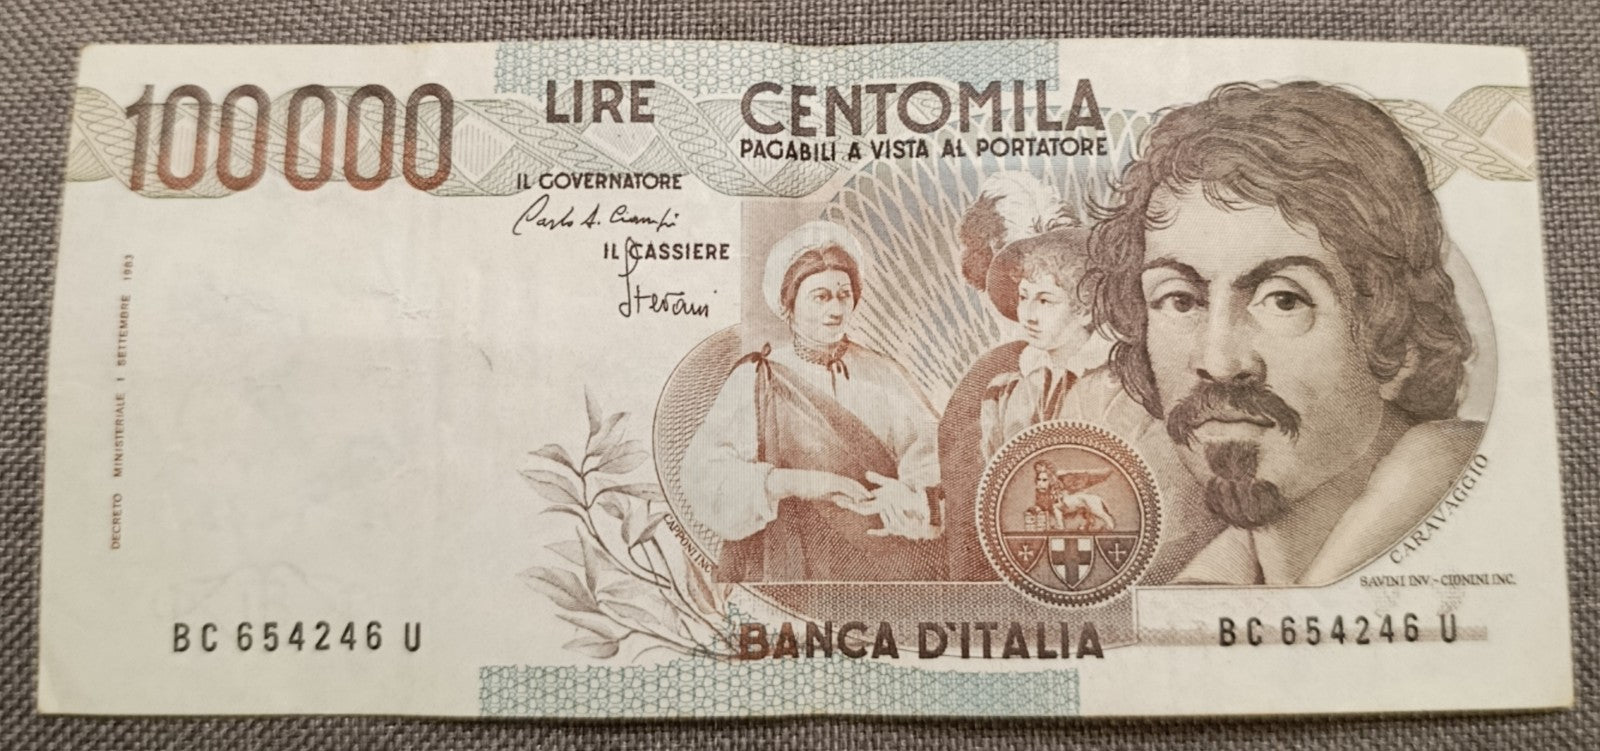 100000
LIRE
CENTOMILA
PAGABILI A VISTA AL PORTATORE
IL GOVERNATORE
Carlo A. Ciampi
IL CASSIERE
Stevani
DECRETO MINISTERIALE 1 SETTEMBRE 1983
CAPPONI INC.
CARAVAGGIO
SAVINI INV.-CIONINI INC.
BC 654246 U
BANCA D'ITALIA
BC 654246 U